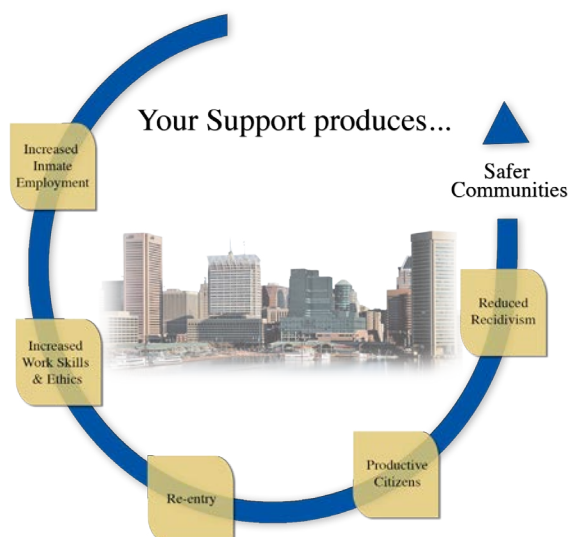 Your Support produces...
Increased
Inmate
Employment
Increased
Work Skills
& Ethics
Re-entry
Productive
Citizens
Reduced
Recidivism
Safer
Communities